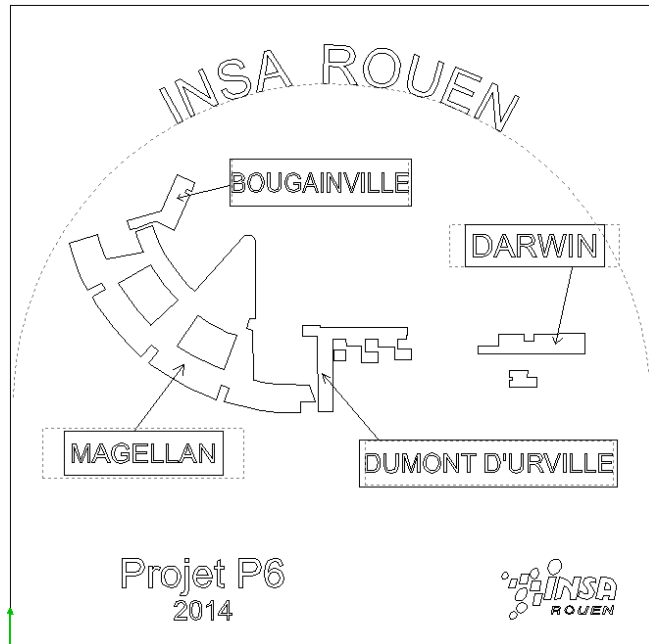 INSA ROUEN
BOUGAINVILLE
DARWIN
MAGELLAN
DUMONT D'URVILLE
Projet P6
2014
INSA
ROUEN